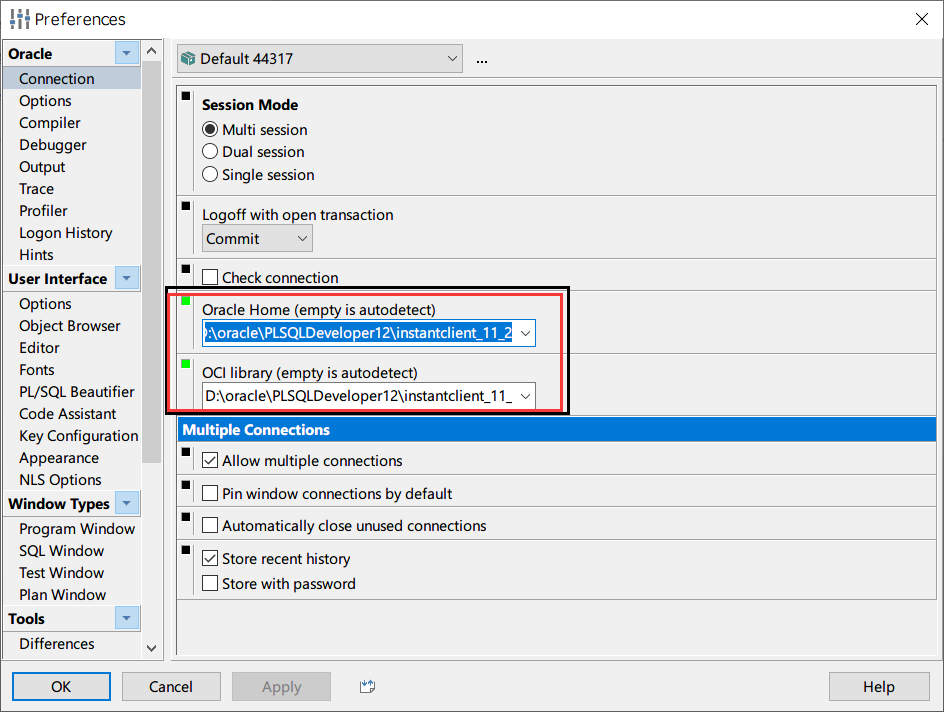 Preferences
Oracle
Connection
Options
Compiler
Debugger
Output
Trace
Profiler
Logon History
Hints
User Interface
Options
Object Browser
Editor
Fonts
PL/SQL Beautifier
Code Assistant
Key Configuration
Appearance
NLS Options
Window Types
Program Window
SQL Window
Test Window
Plan Window
Tools
Differences
Default 44317
...
Session Mode
Multi session
Dual session
Single session
Logoff with open transaction
Commit
Check connection
Oracle Home (empty is autodetect)
:\oracle\PLSQLDeveloper12\instantclient_11_2
OCI library (empty is autodetect)
D:\oracle\PLSQLDeveloper12\instantclient_11_
Multiple Connections
Allow multiple connections
Pin window connections by default
Automatically close unused connections
Store recent history
Store with password
OK
Cancel
Apply
Help